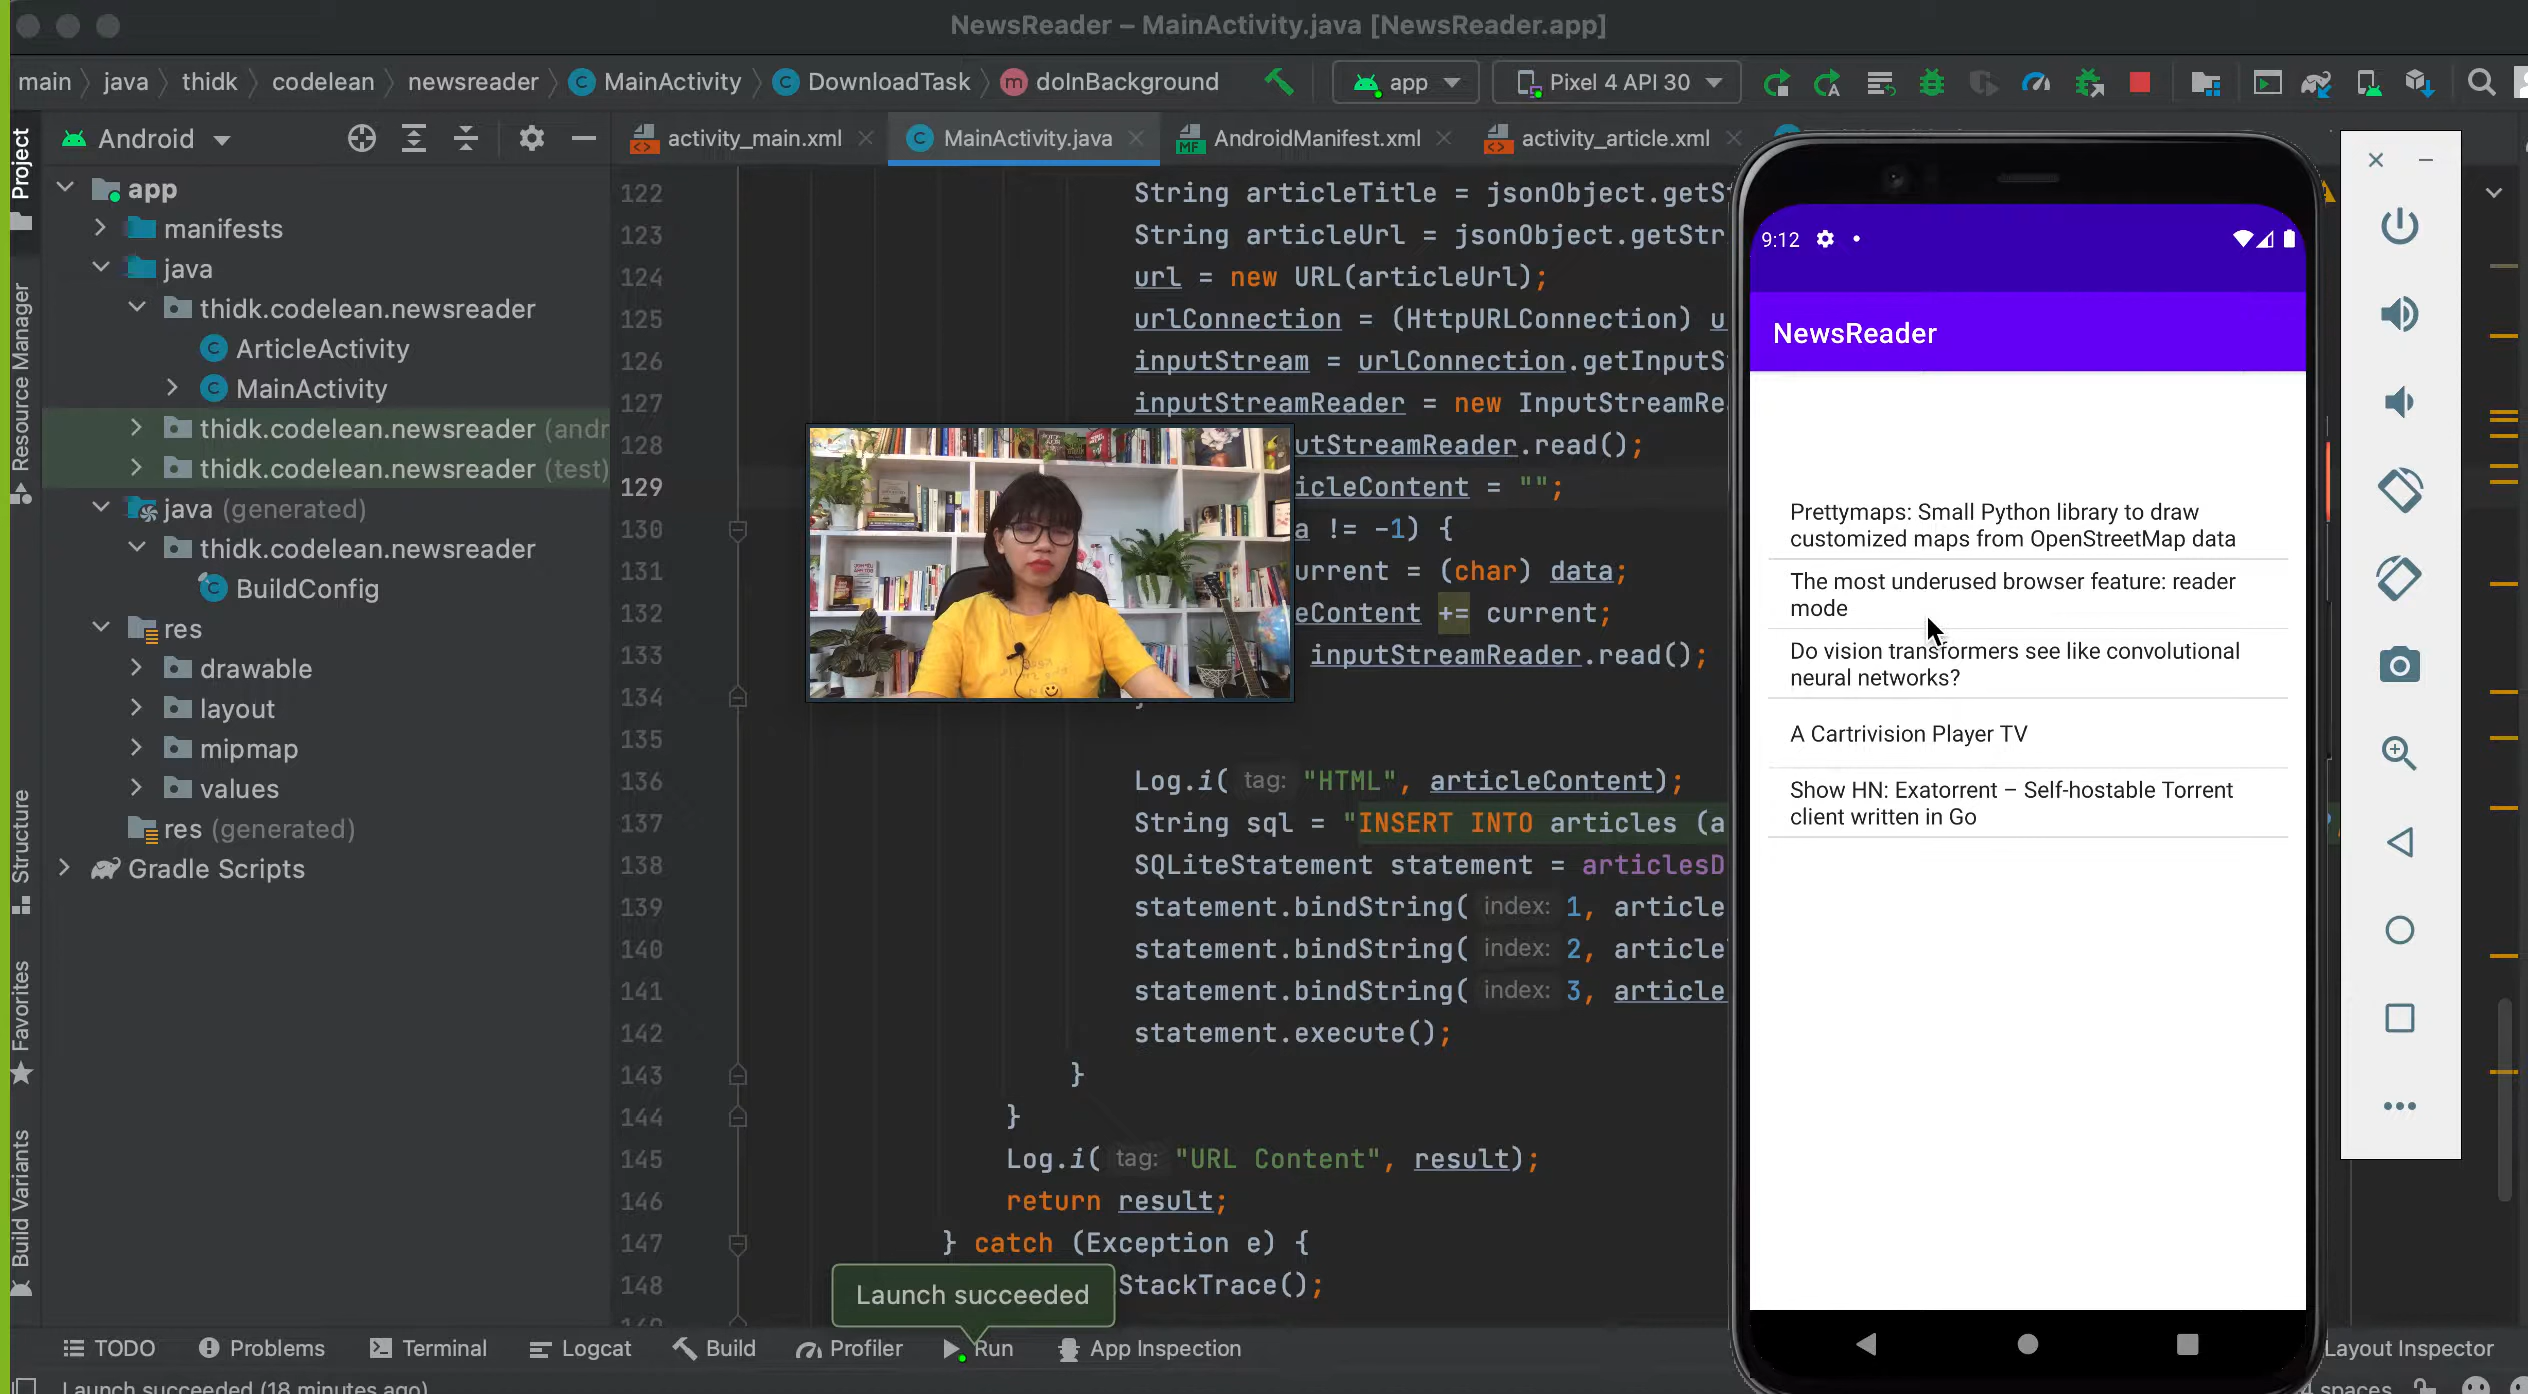 NewsReader – MainActivity.java [NewsReader.app]
main java thidk codelean newsreader MainActivity DownloadTask doInBackground app Pixel 4 API 30
Project
Android
activity_main.xml
MainActivity.java
AndroidManifest.xml
activity_article.xml
app
manifests
java
thidk.codelean.newsreader
ArticleActivity
MainActivity
thidk.codelean.newsreader (andr
thidk.codelean.newsreader (test)
java (generated)
thidk.codelean.newsreader
BuildConfig
res
drawable
layout
mipmap
values
res (generated)
Gradle Scripts
Resource Manager
Structure
Favorites
Build Variants
122 String articleTitle = jsonObject.getS
123 String articleUrl = jsonObject.getStr
124 url = new URL(articleUrl);
125 urlConnection = (HttpURLConnection) u
126 inputStream = urlConnection.getInputS
127 inputStreamReader = new InputStreamRe
128 utStreamReader.read();
129 icleContent = "";
130 a != -1) {
131 urrent = (char) data;
132 eContent += current;
133 inputStreamReader.read();
134
135
136 Log.i( tag: "HTML", articleContent);
137 String sql = "INSERT INTO articles (a
138 SQLiteStatement statement = articlesD
139 statement.bindString( index: 1, article
140 statement.bindString( index: 2, article
141 statement.bindString( index: 3, article
142 statement.execute();
143 }
144 }
145 Log.i( tag: "URL Content", result);
146 return result;
147 } catch (Exception e) {
148 StackTrace();
Launch succeeded
9:12
NewsReader
Prettymaps: Small Python library to draw
customized maps from OpenStreetMap data
The most underused browser feature: reader
mode
Do vision transformers see like convolutional
neural networks?
A Cartrivision Player TV
Show HN: Exatorrent – Self-hostable Torrent
client written in Go
TODO Problems Terminal Logcat Build Profiler Run App Inspection Layout Inspector
Launch succeeded (18 minutes ago)
spaces